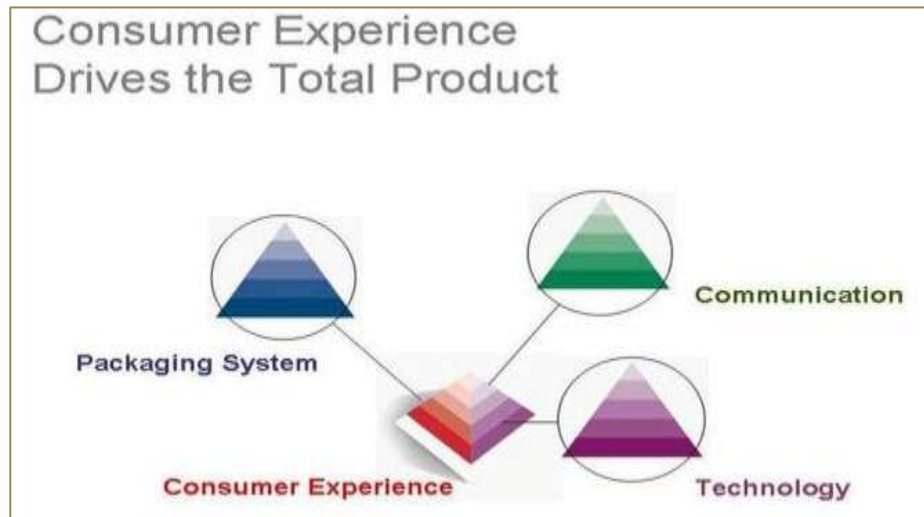 Consumer Experience
Drives the Total Product
Communication
Packaging System
Consumer Experience
Technology